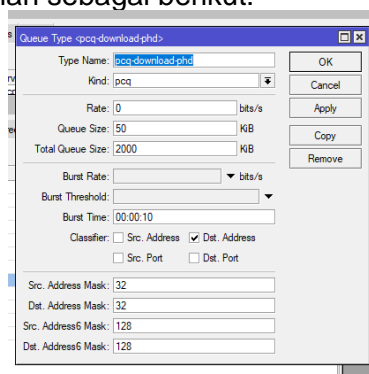 sebagai berikut:
Queue Type <pcq-download-phd>
Type Name: pcq-download-phd
OK
Kind: pcq
Cancel
Rate: 0 bits/s
Apply
Queue Size: 50 KiB
Copy
Total Queue Size: 2000 KiB
Remove
Burst Rate: bits/s
Burst Threshold:
Burst Time: 00:00:10
Classifier: Src. Address Dst. Address
Src. Port Dst. Port
Src. Address Mask: 32
Dst. Address Mask: 32
Src. Address6 Mask: 128
Dst. Address6 Mask: 128